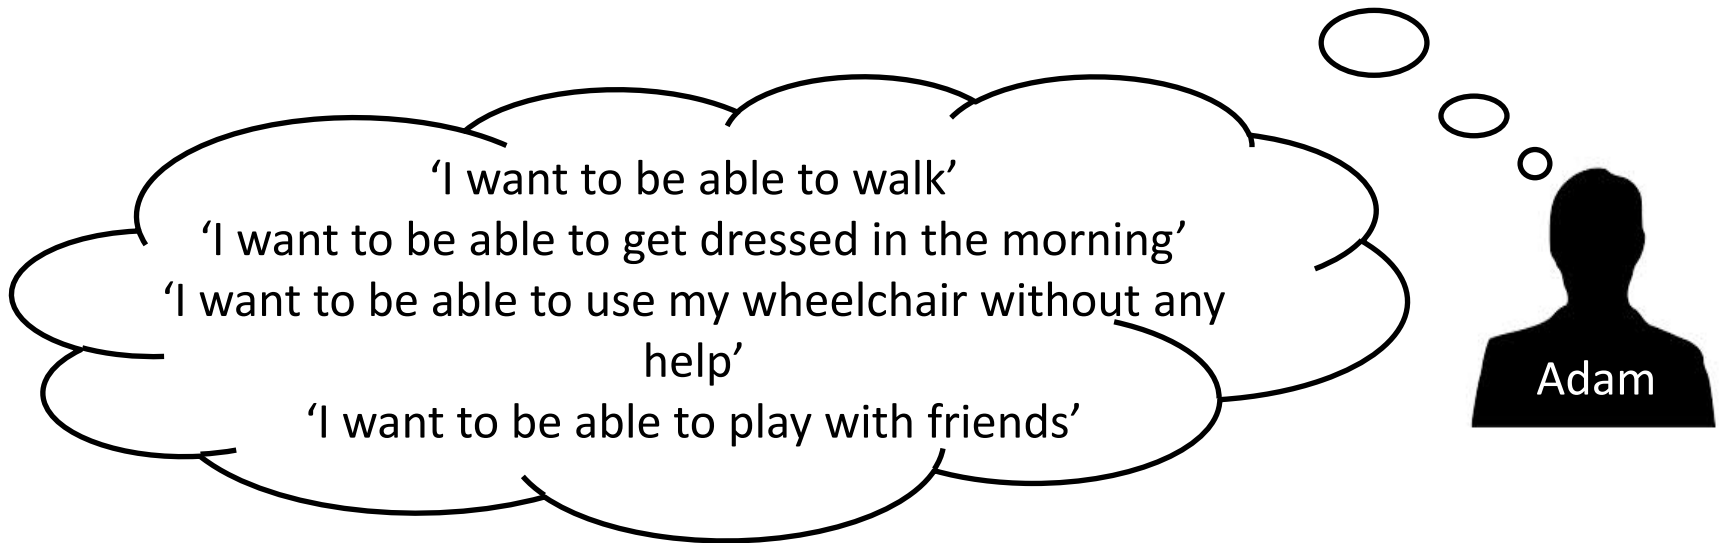 ‘I want to be able to walk’
‘I want to be able to get dressed in the morning’
‘I want to be able to use my wheelchair without any
help’
‘I want to be able to play with friends’
Adam